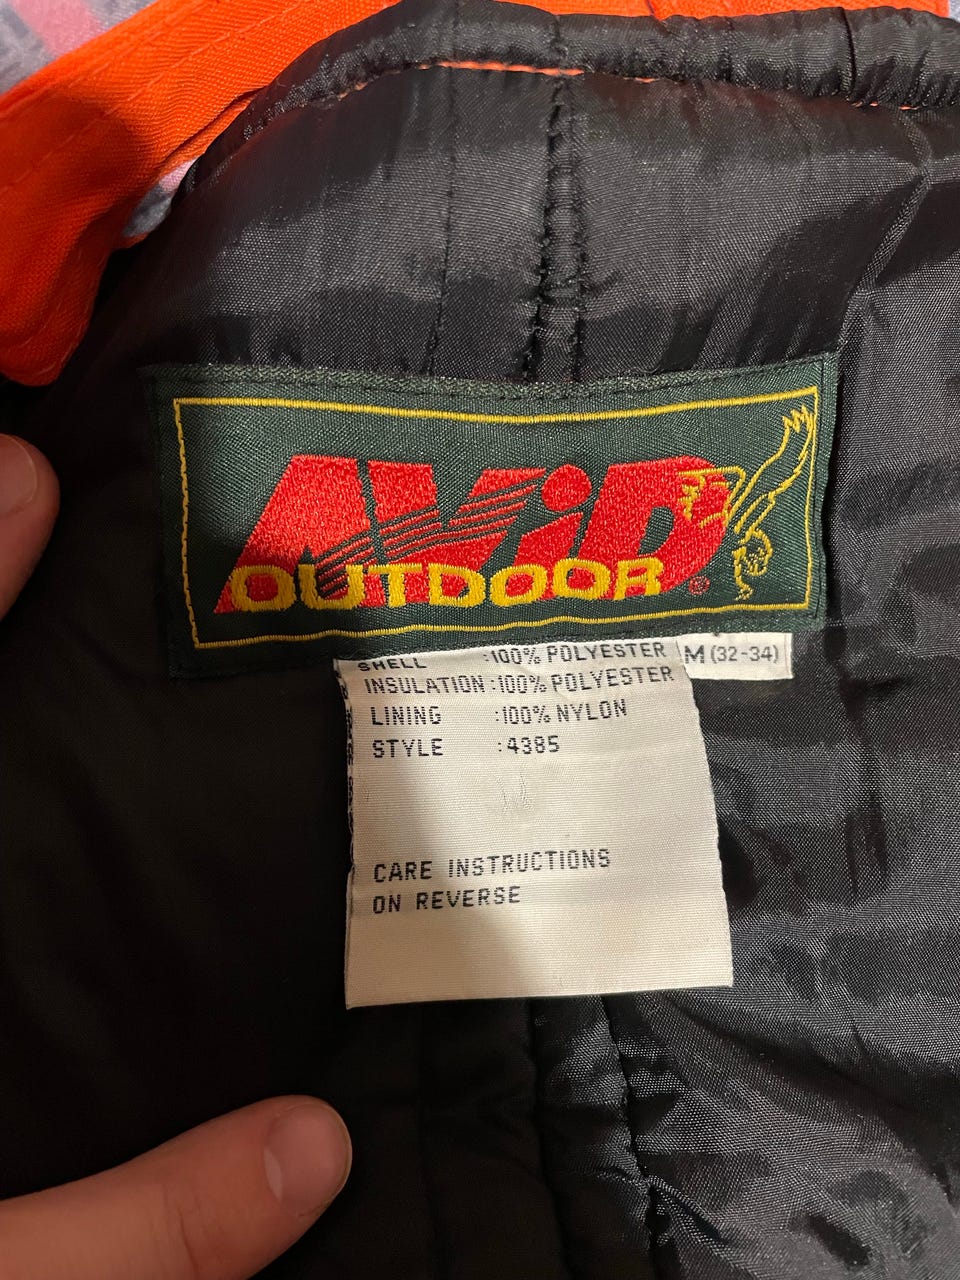 AViD
OUTDOOR ®
SHELL :100% POLYESTER
M (32-34)
INSULATION :100% POLYESTER
LINING :100% NYLON
STYLE :4385
CARE INSTRUCTIONS
ON REVERSE